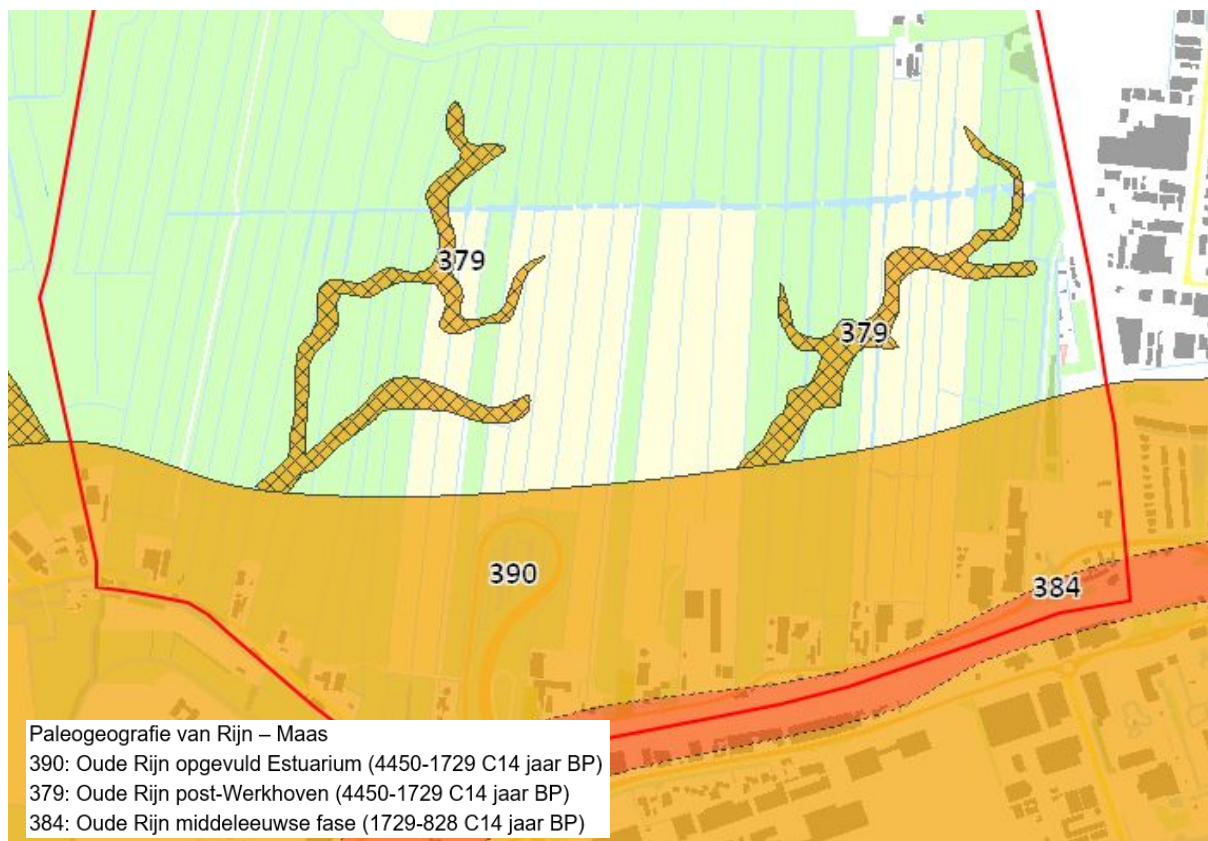 379
379
390
384
Paleogeografie van Rijn – Maas
390: Oude Rijn opgevuld Estuarium (4450-1729 C14 jaar BP)
379: Oude Rijn post-Werkhoven (4450-1729 C14 jaar BP)
384: Oude Rijn middeleeuwse fase (1729-828 C14 jaar BP)